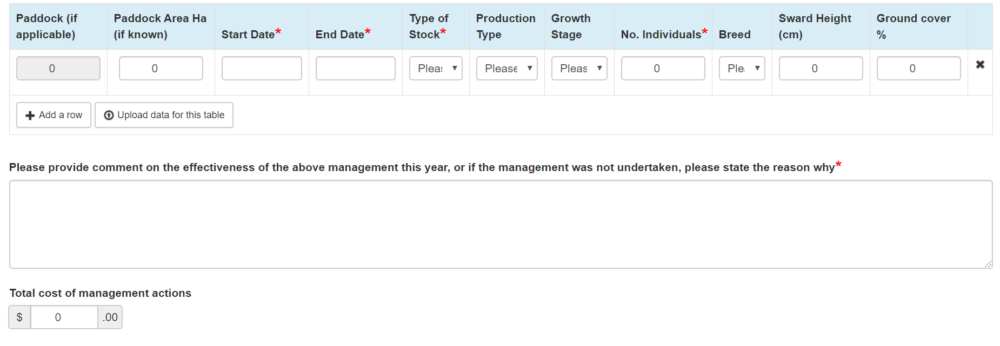 Paddock (if applicable)
Paddock Area Ha (if known)
Start Date*
End Date*
Type of Stock*
Production Type
Growth Stage
No. Individuals*
Breed
Sward Height (cm)
Ground cover %
0
0
Pleas
Please
Pleas
0
Ple
0
0
Add a row
Upload data for this table
Please provide comment on the effectiveness of the above management this year, or if the management was not undertaken, please state the reason why*
Total cost of management actions
$ 0 .00